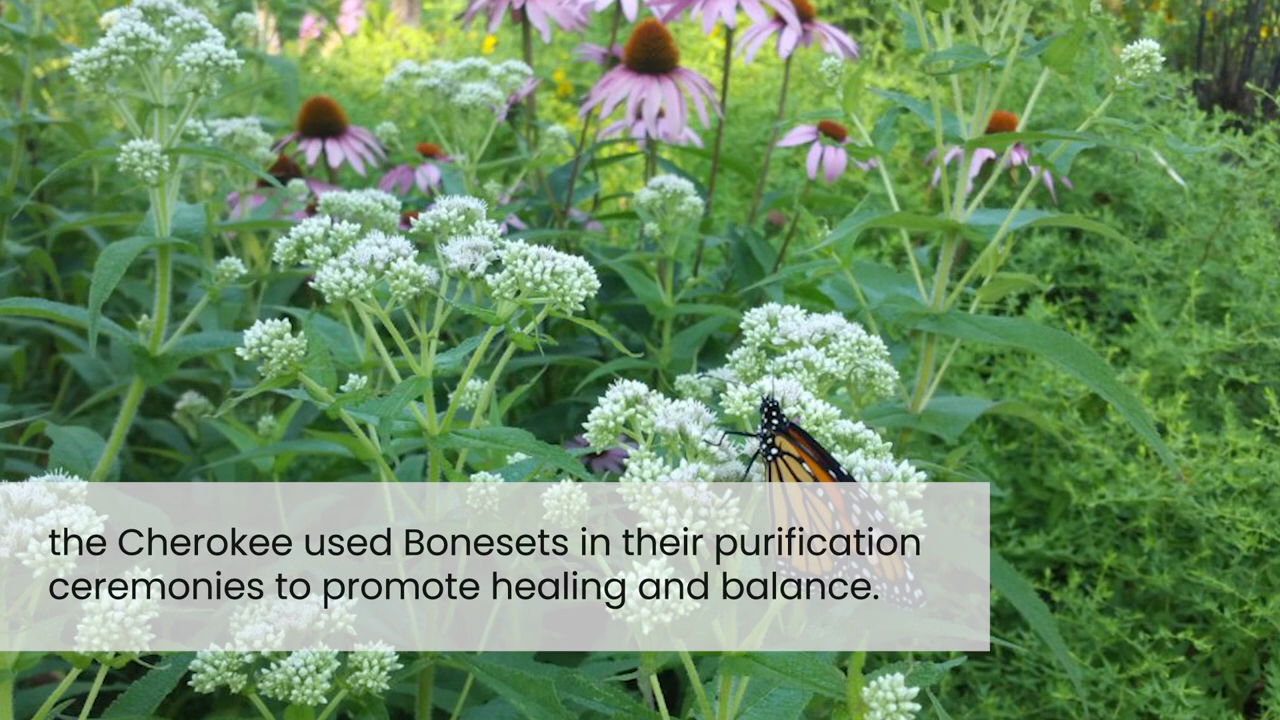 the Cherokee used Bonesets in their purification
ceremonies to promote healing and balance.